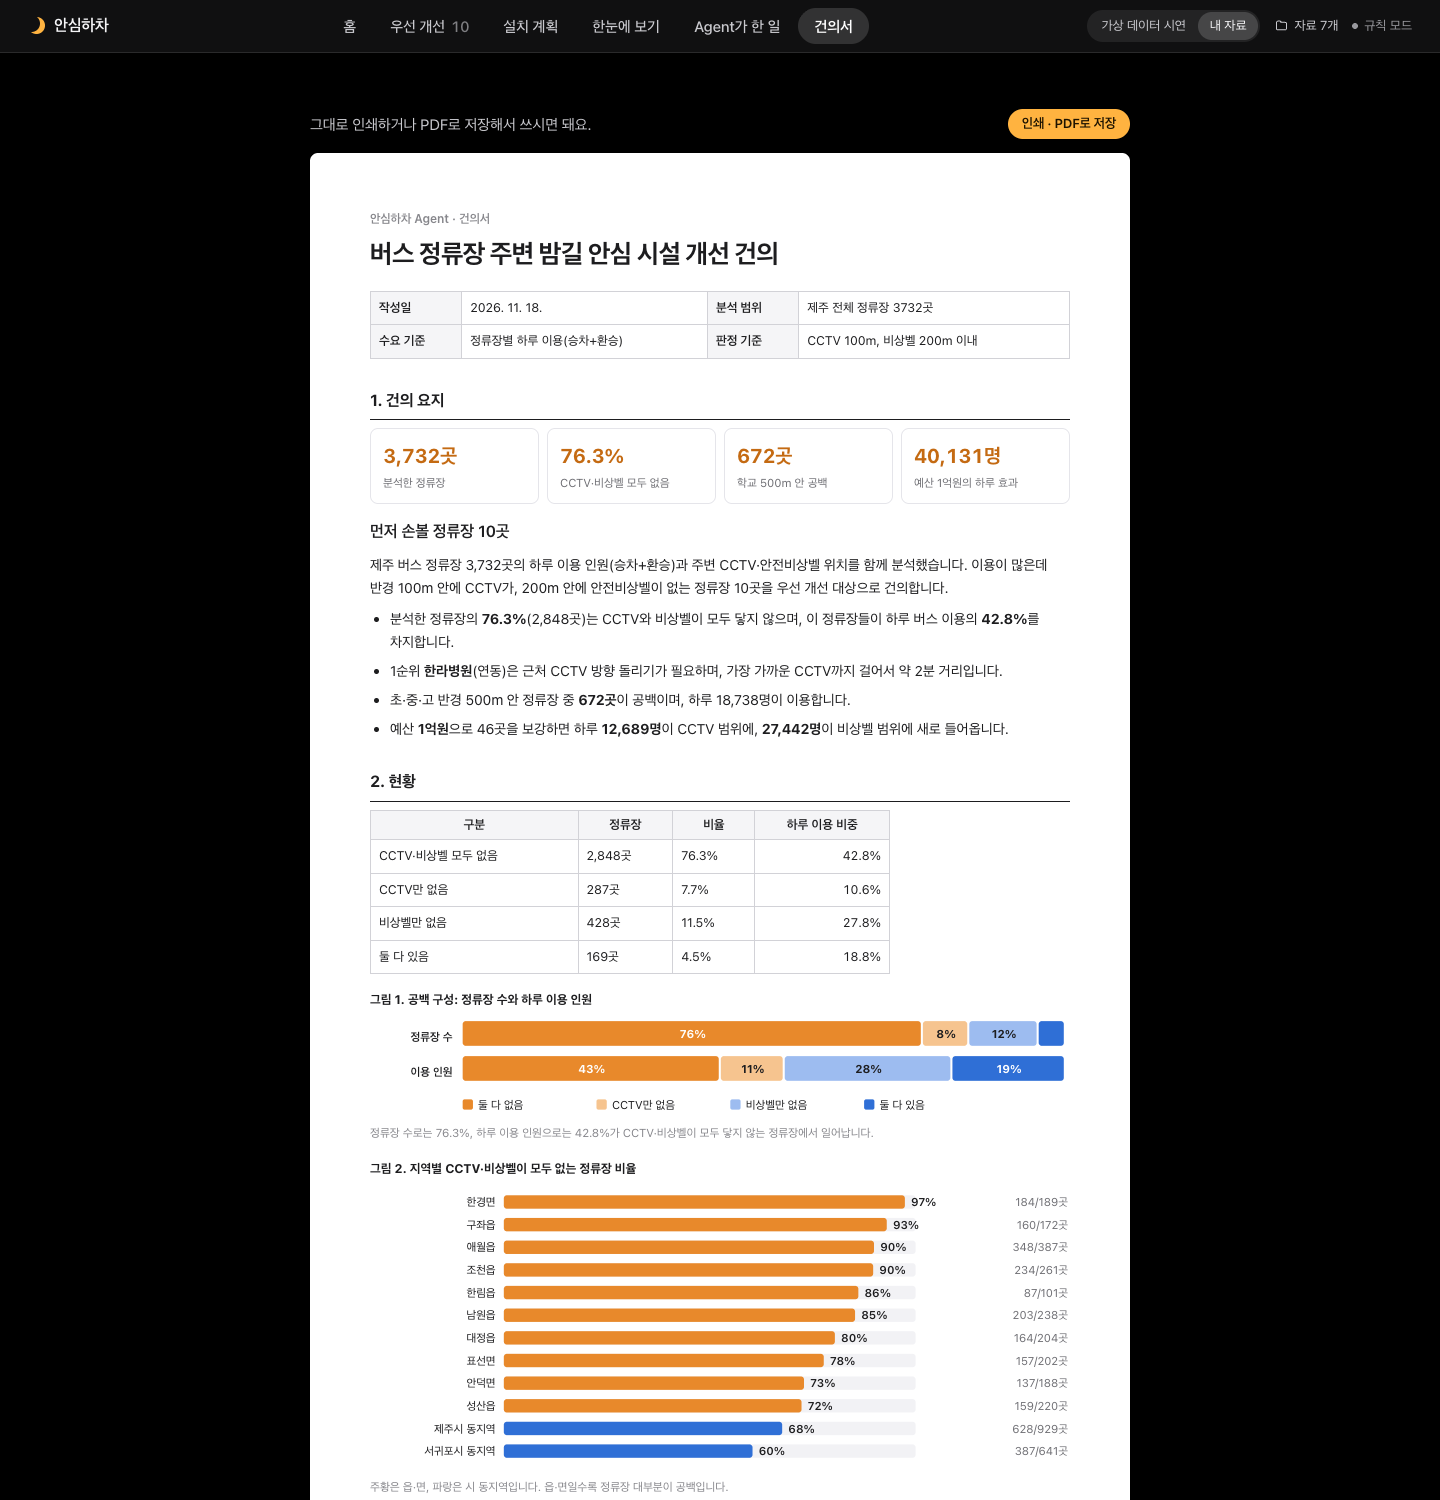 안심하차
홈
우선 개선 10
설치 계획
한눈에 보기
Agent가 한 일
건의서
가상 데이터 시연
내 자료
자료 7개
규칙 모드
그대로 인쇄하거나 PDF로 저장해서 쓰시면 돼요.
인쇄 · PDF로 저장
안심하차 Agent · 건의서
버스 정류장 주변 밤길 안심 시설 개선 건의
작성일 2026. 11. 18. 분석 범위 제주 전체 정류장 3732곳
수요 기준 정류장별 하루 이용(승차+환승) 판정 기준 CCTV 100m, 비상벨 200m 이내
1. 건의 요지
3,732곳 76.3% 672곳 40,131명
분석한 정류장 CCTV·비상벨 모두 없음 학교 500m 안 공백 예산 1억원의 하루 효과
먼저 손볼 정류장 10곳
제주 버스 정류장 3,732곳의 하루 이용 인원(승차+환승)과 주변 CCTV·안전비상벨 위치를 함께 분석했습니다. 이용이 많은데
반경 100m 안에 CCTV가, 200m 안에 안전비상벨이 없는 정류장 10곳을 우선 개선 대상으로 건의합니다.
• 분석한 정류장의 76.3%(2,848곳)는 CCTV와 비상벨이 모두 닿지 않으며, 이 정류장들이 하루 버스 이용의 42.8%를
차지합니다.
• 1순위 한라병원(연동)은 근처 CCTV 방향 돌리기가 필요하며, 가장 가까운 CCTV까지 걸어서 약 2분 거리입니다.
• 초·중·고 반경 500m 안 정류장 중 672곳이 공백이며, 하루 18,738명이 이용합니다.
• 예산 1억원으로 46곳을 보강하면 하루 12,689명이 CCTV 범위에, 27,442명이 비상벨 범위에 새로 들어옵니다.
2. 현황
구분 정류장 비율 하루 이용 비중
CCTV·비상벨 모두 없음 2,848곳 76.3% 42.8%
CCTV만 없음 287곳 7.7% 10.6%
비상벨만 없음 428곳 11.5% 27.8%
둘 다 있음 169곳 4.5% 18.8%
그림 1. 공백 구성: 정류장 수와 하루 이용 인원
정류장 수 76% 8% 12%
이용 인원 43% 11% 28% 19%
둘 다 없음 CCTV만 없음 비상벨만 없음 둘 다 있음
정류장 수로는 76.3%, 하루 이용 인원으로는 42.8%가 CCTV·비상벨이 모두 닿지 않는 정류장에서 일어납니다.
그림 2. 지역별 CCTV·비상벨이 모두 없는 정류장 비율
한경면 97% 184/189곳
구좌읍 93% 160/172곳
애월읍 90% 348/387곳
조천읍 90% 234/261곳
한림읍 86% 87/101곳
남원읍 85% 203/238곳
대정읍 80% 164/204곳
표선면 78% 157/202곳
안덕면 73% 137/188곳
성산읍 72% 159/220곳
제주시 동지역 68% 628/929곳
서귀포시 동지역 60% 387/641곳
주황은 읍·면, 파랑은 시 동지역입니다. 읍·면일수록 정류장 대부분이 공백입니다.